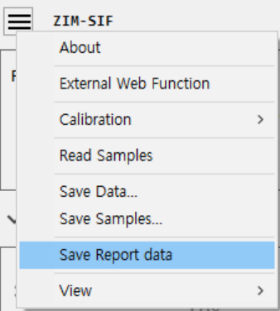 ZIM-SIF
About
External Web Function
Calibration
Read Samples
Save Data...
Save Samples...
Save Report data
View